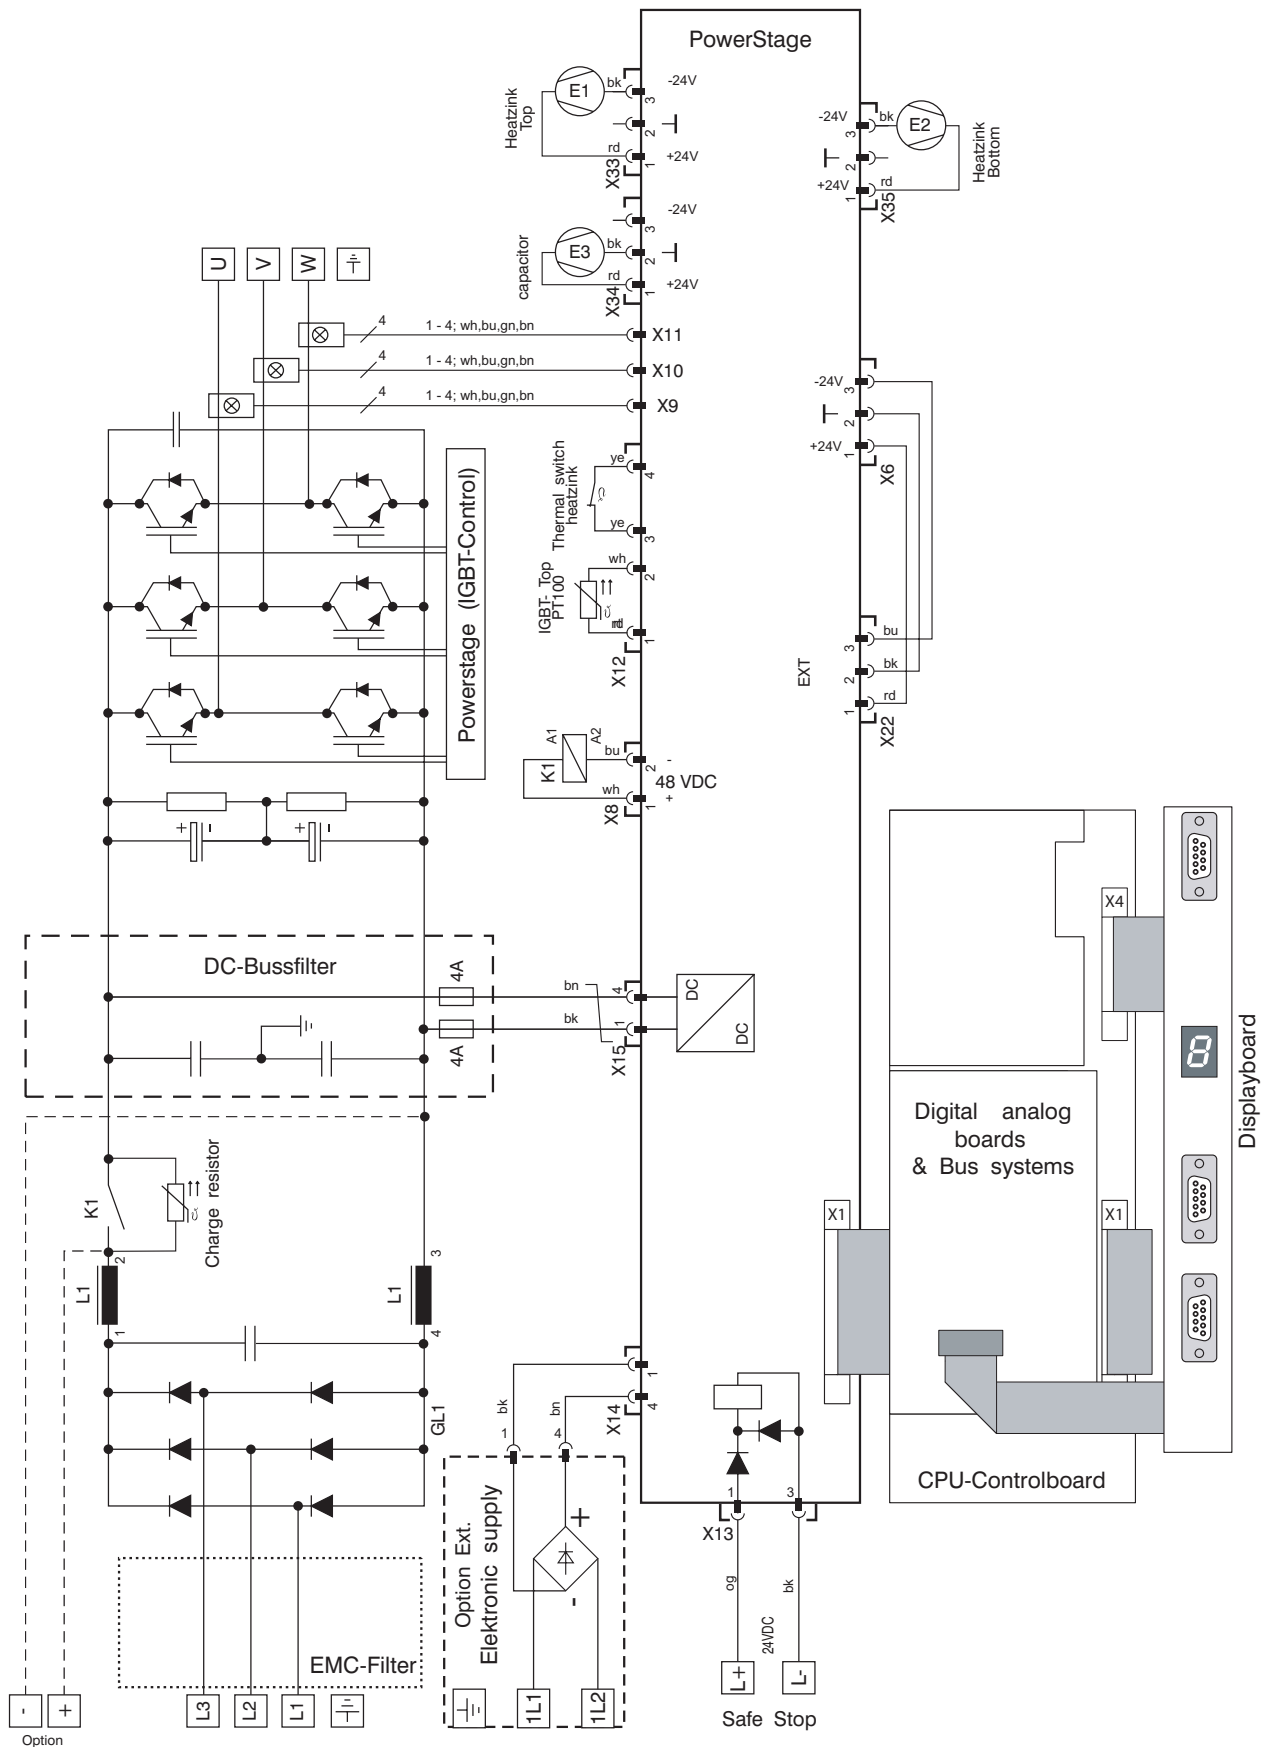 PowerStage
Heatzink
Top
E1
bk
-24V
3
2
rd
+24V
1
X33
-24V
3
bk
E2
2
+24V
rd
1
X35
Heatzink
Bottom
-24V
3
capacitor
E3
bk
2
rd
+24V
1
X34
U
V
W
4
1 - 4; wh,bu,gn,bn
X11
4
1 - 4; wh,bu,gn,bn
X10
4
1 - 4; wh,bu,gn,bn
X9
-24V
3
2
+24V
1
X6
Powerstage (IGBT-Control)
Thermal switch
heatzink
ye
4
ye
3
IGBT- Top
PT100
wh
2
rd
1
X12
EXT
3
bu
2
bk
1
rd
X22
K1
A1
A2
bu
2
-
48 VDC
wh
1
+
X8
DC-Bussfilter
4A
4A
bn
4
bk
1
X15
DC
DC
X4
Displayboard
8
Digital analog
boards
& Bus systems
X1
X1
CPU-Controlboard
K1
Charge resistor
2
L1
1
3
L1
4
GL1
bk
1
bn
4
X14
1
4
Option Ext.
Elektronic supply
+
-
1L1
1L2
X13
1
3
og
bk
24VDC
L+
L-
Safe Stop
EMC-Filter
-
+
Option
L3
L2
L1